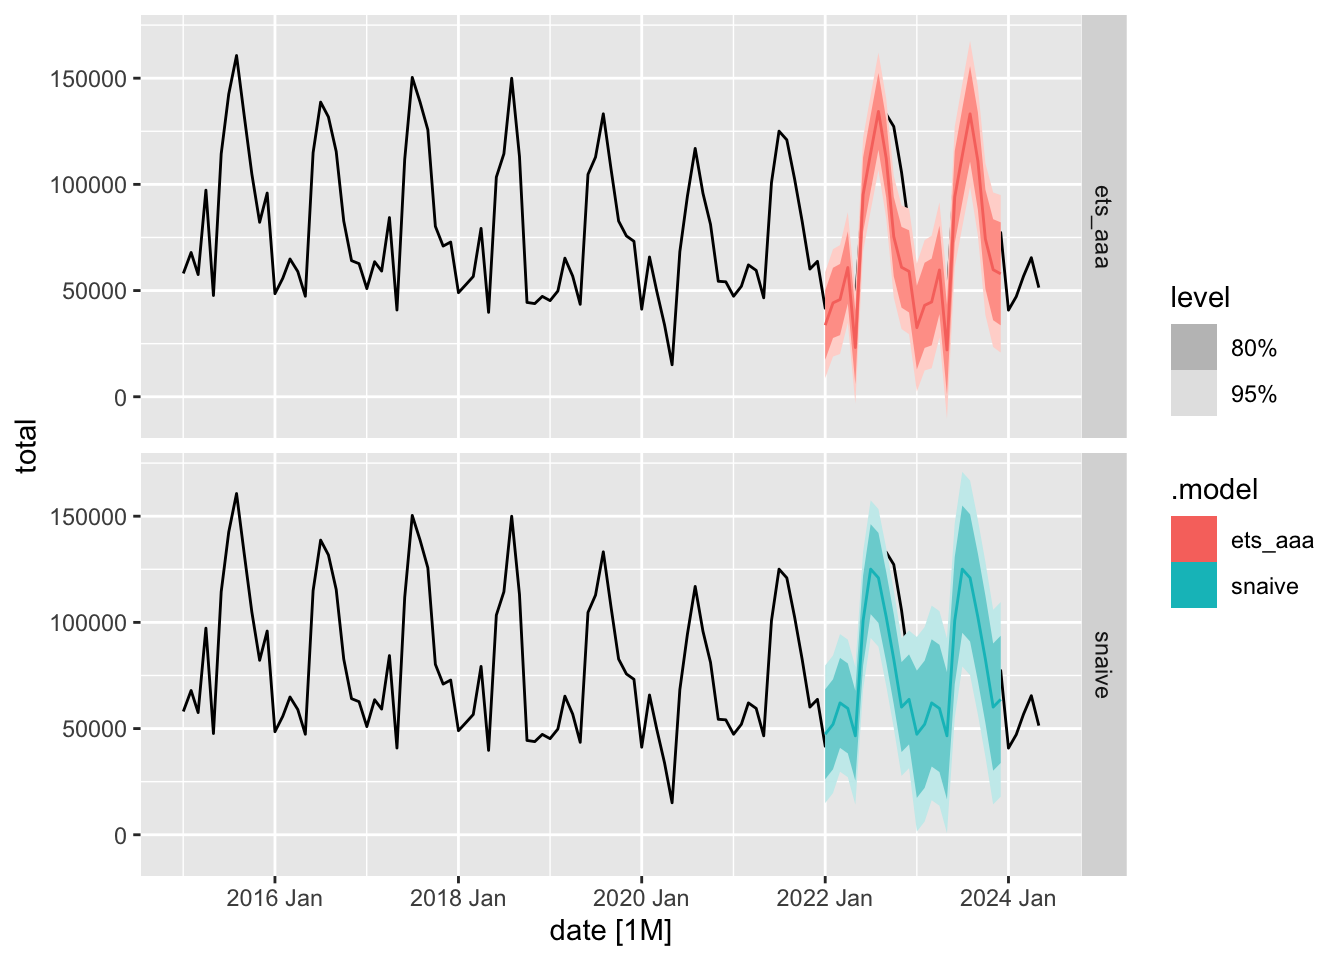 150000
100000
50000
0
ets_aaa
150000
100000
50000
0
snaive
2016 Jan
2018 Jan
2020 Jan
2022 Jan
2024 Jan
date [1M]
total
level
80%
95%
.model
ets_aaa
snaive